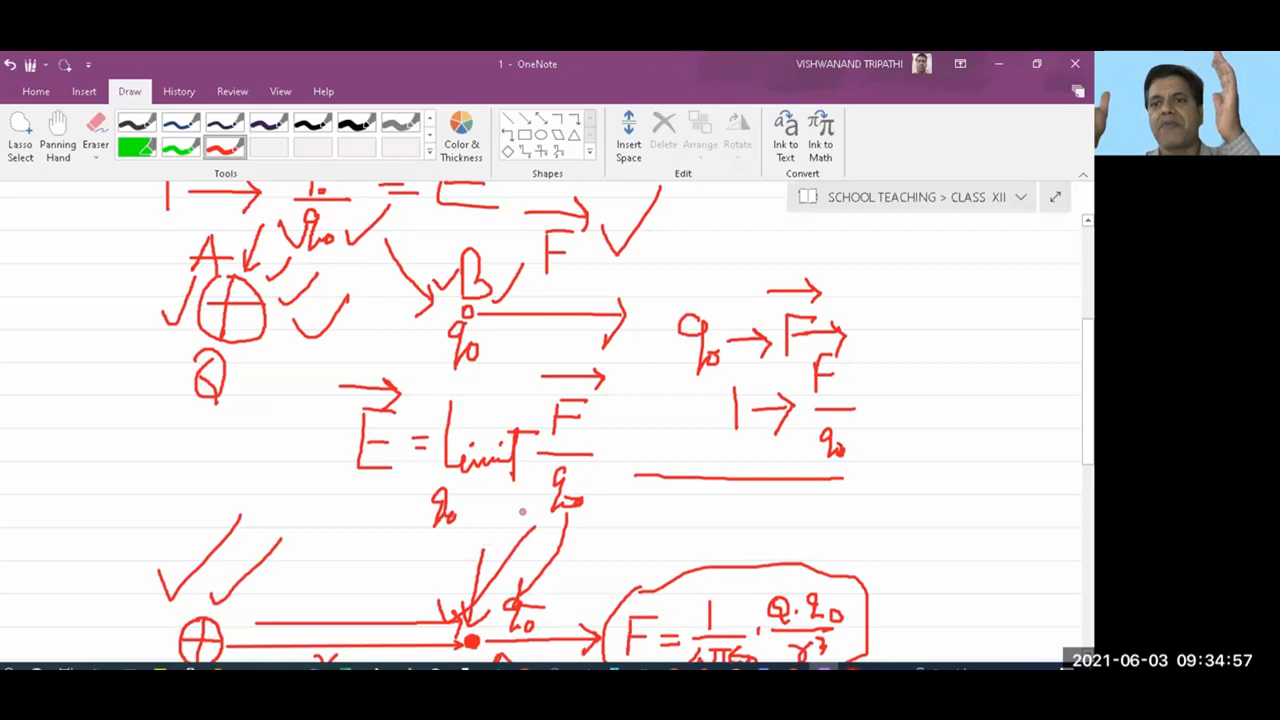 1 - OneNote
VISHWANAND TRIPATHI
Home Insert Draw History Review View Help
Lasso Select
Panning Hand
Eraser
Color & Thickness
Insert Space
Delete
Arrange
Rotate
Ink to Text
Ink to Math
Tools
Shapes
Edit
Convert
SCHOOL TEACHING > CLASS XII
1 → F/q₀ = E
A
Q
B
q₀
F
q₀ → F
1 → F/q₀
E = Limit F/q₀
q₀
q₀
F = 1/4πε₀ · Q·q₀/r³
r
2021-06-03 09:34:57